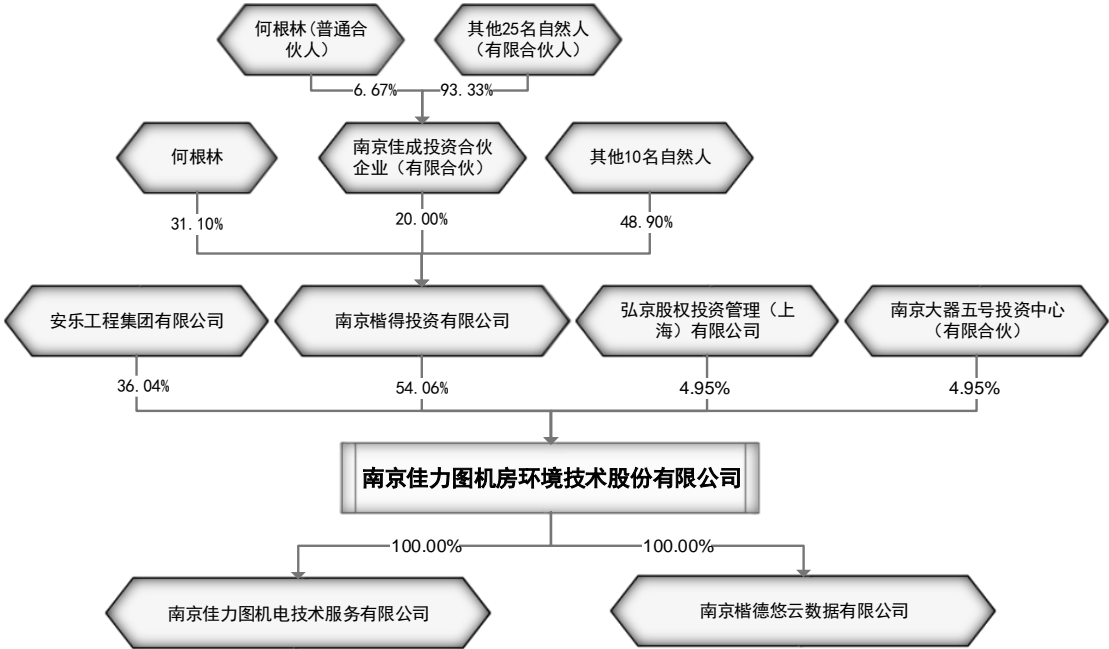 何根林(普通合
伙人）
其他25名自然人
（有限合伙人）
6.67%
93.33%
何根林
南京佳成投资合伙
企业（有限合伙）
其他10名自然人
31.10%
20.00%
48.90%
安乐工程集团有限公司
南京楷得投资有限公司
弘京股权投资管理（上
海）有限公司
南京大器五号投资中心
（有限合伙）
36.04%
54.06%
4.95%
4.95%
南京佳力图机房环境技术股份有限公司
100.00%
100.00%
南京佳力图机电技术服务有限公司
南京楷德悠云数据有限公司